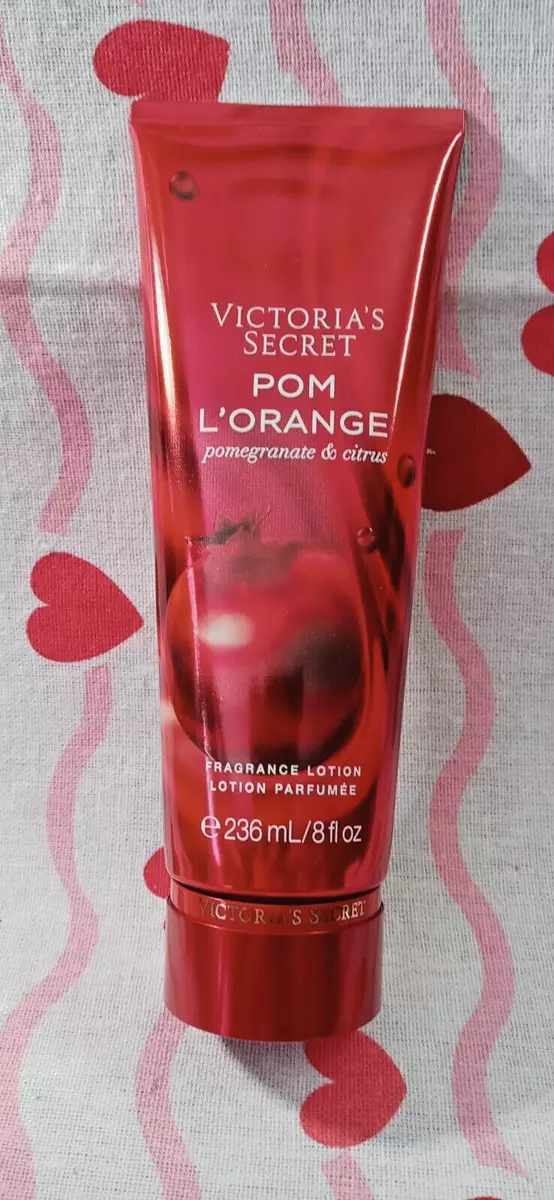 VICTORIA'S
SECRET
POM
L'ORANGE
pomegranate & citrus
FRAGRANCE LOTION
LOTION PARFUMÉE
℮ 236 mL/8 fl oz
VICTORIA'S SECRET